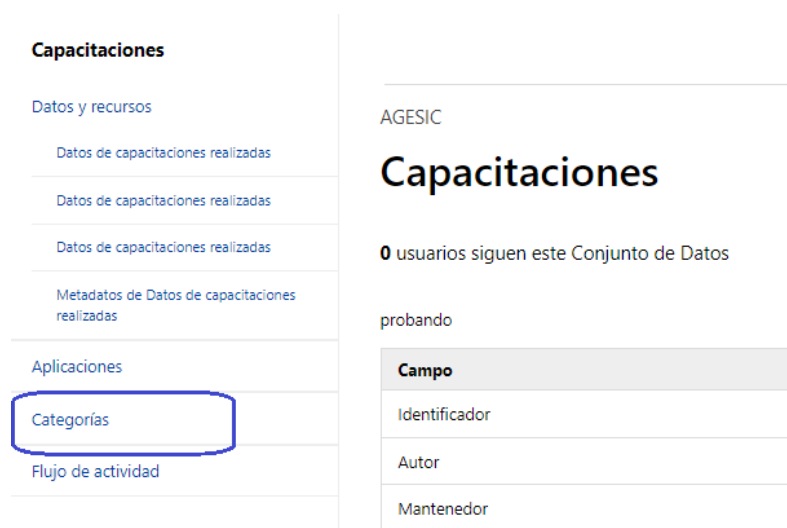 Capacitaciones
Datos y recursos
Datos de capacitaciones realizadas
Datos de capacitaciones realizadas
Datos de capacitaciones realizadas
Metadatos de Datos de capacitaciones
realizadas
Aplicaciones
Categorías
Flujo de actividad
AGESIC
Capacitaciones
0 usuarios siguen este Conjunto de Datos
probando
Campo
Identificador
Autor
Mantenedor